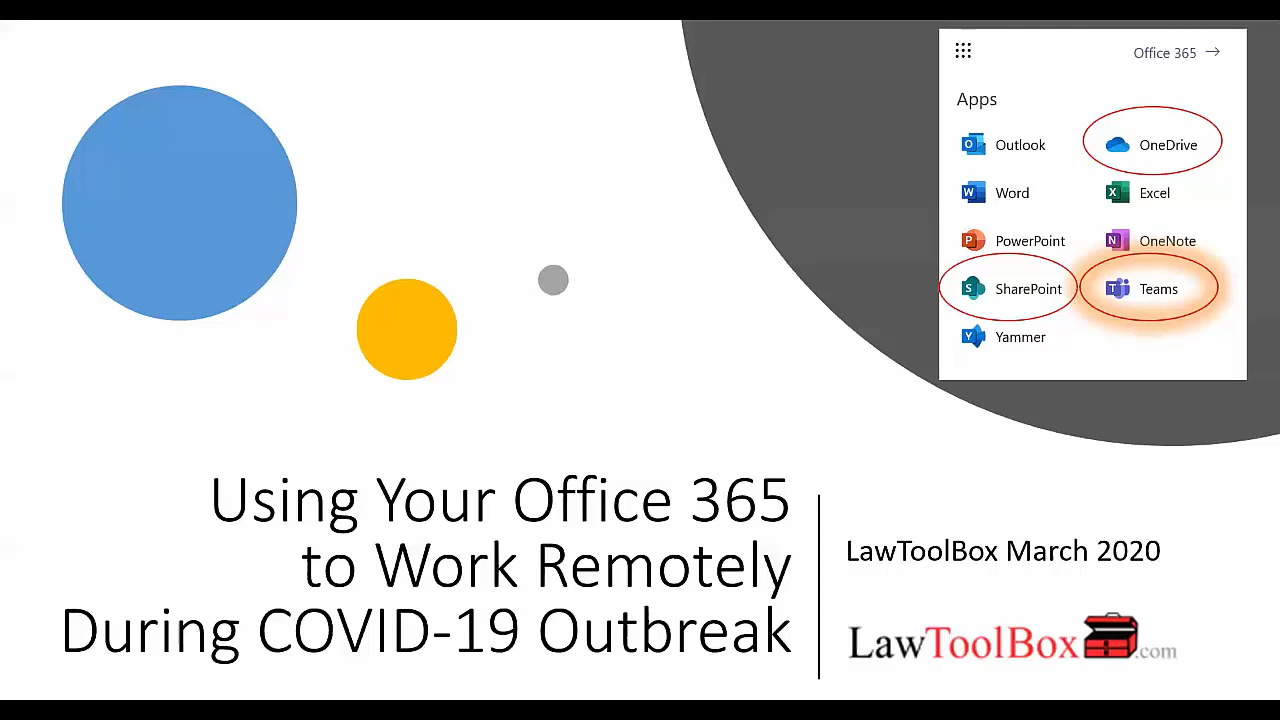 Office 365
Apps
Outlook
OneDrive
Word
Excel
PowerPoint
OneNote
SharePoint
Teams
Yammer
Using Your Office 365
to Work Remotely
During COVID-19 Outbreak
LawToolBox March 2020
LawToolBox.com